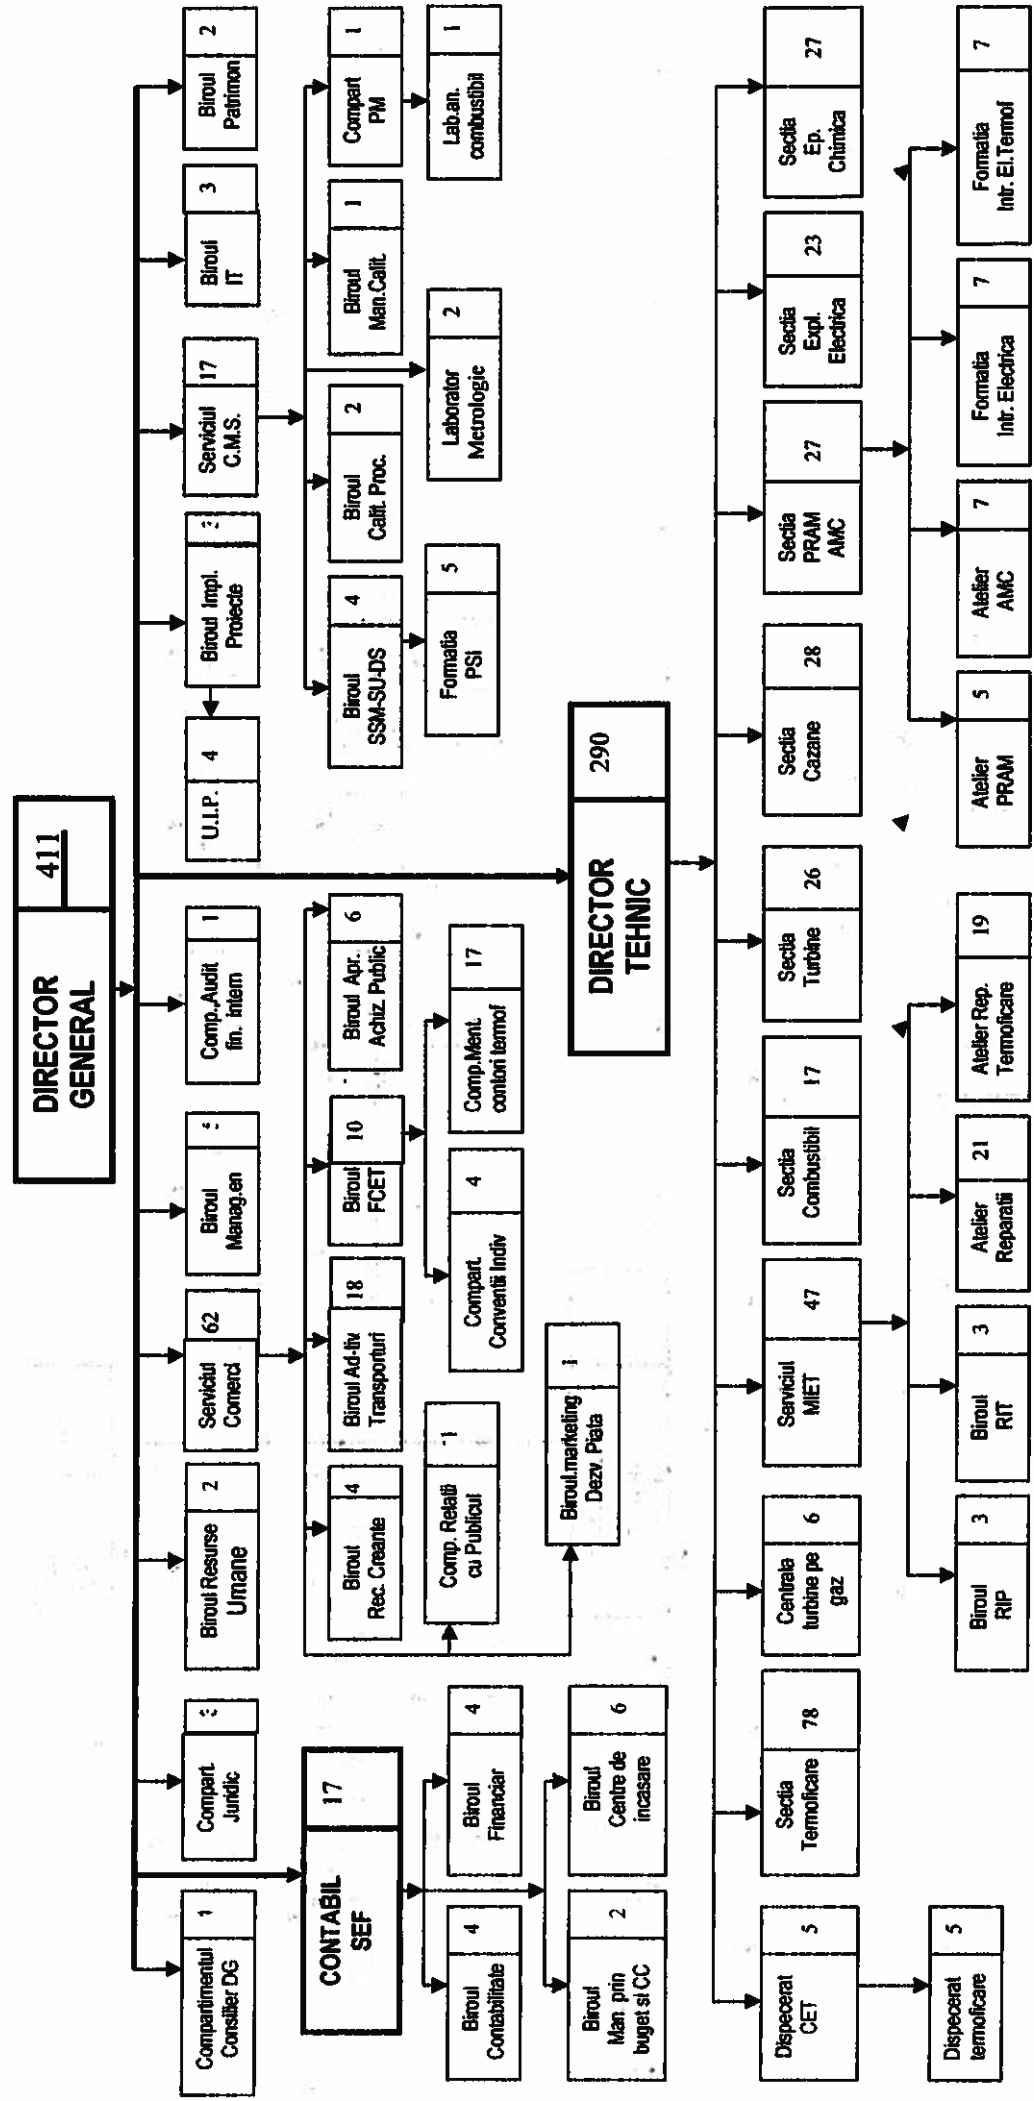 DIRECTOR
GENERAL
411
Compartimentul
Consilier DG
1
Compart.
Juridic
Biroul Resurse
Umane
2
Serviciul
Comerci
62
Biroul
Manag.en
Comp.,Audit
fin. Intern
1
U.I.P.
4
Biroul Impl.
Proiecte
Serviciul
C.M.S.
17
Biroul
IT
3
Biroul
Patrimon
2
CONTABIL
SEF
17
Biroul
Rec. Creante
4
Biroul Ad-tiv
Transporturi
18
Biroul
FCET
10
Biroul Apr.
Achiz. Public
6
Biroul
SSM-SU-DS
4
Biroul
Calit. Proc.
2
Biroul
Man.Calit.
1
Compart
PM
1
Biroul
Contabilitate
4
Biroul
Financiar
4
Comp. Relatii
cu Publicul
1
Compart.
Conventii Indiv
4
Comp.Ment.
contori termof
17
Formatia
PSI
5
Laborator
Metrologie
2
Lab.an.
combustibil
1
Biroul
Man. prin
buget si CC
2
Biroul
Centre de
incasare
6
Biroul.marketing
Dezv. Piata
1
DIRECTOR
TEHNIC
290
Dispecerat
CET
5
Sectia
Termoficare
78
Centrala
turbine pe
gaz
6
Serviciul
MIET
47
Sectia
Combustibil
17
Sectia
Turbine
26
Sectia
Cazane
28
Sectia
PRAM
AMC
27
Sectia
Expl.
Electrica
23
Sectia
Ep.
Chimica
27
Dispecerat
termoficare
5
Biroul
RIP
3
Biroul
RIT
3
Atelier
Reparatii
21
Atelier Rep.
Termoficare
19
Atelier
PRAM
5
Atelier
AMC
7
Formatia
Intr. Electrica
7
Formatia
Intr. El.Termof
7